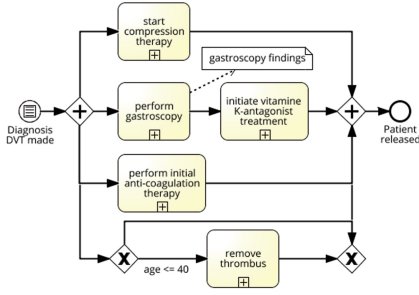 start
compression
therapy
gastroscopy findings
perform
gastroscopy
initiate vitamine
K-antagonist
treatment
Diagnosis
DVT made
Patient
released
perform initial
anti-coagulation
therapy
remove
thrombus
age <= 40